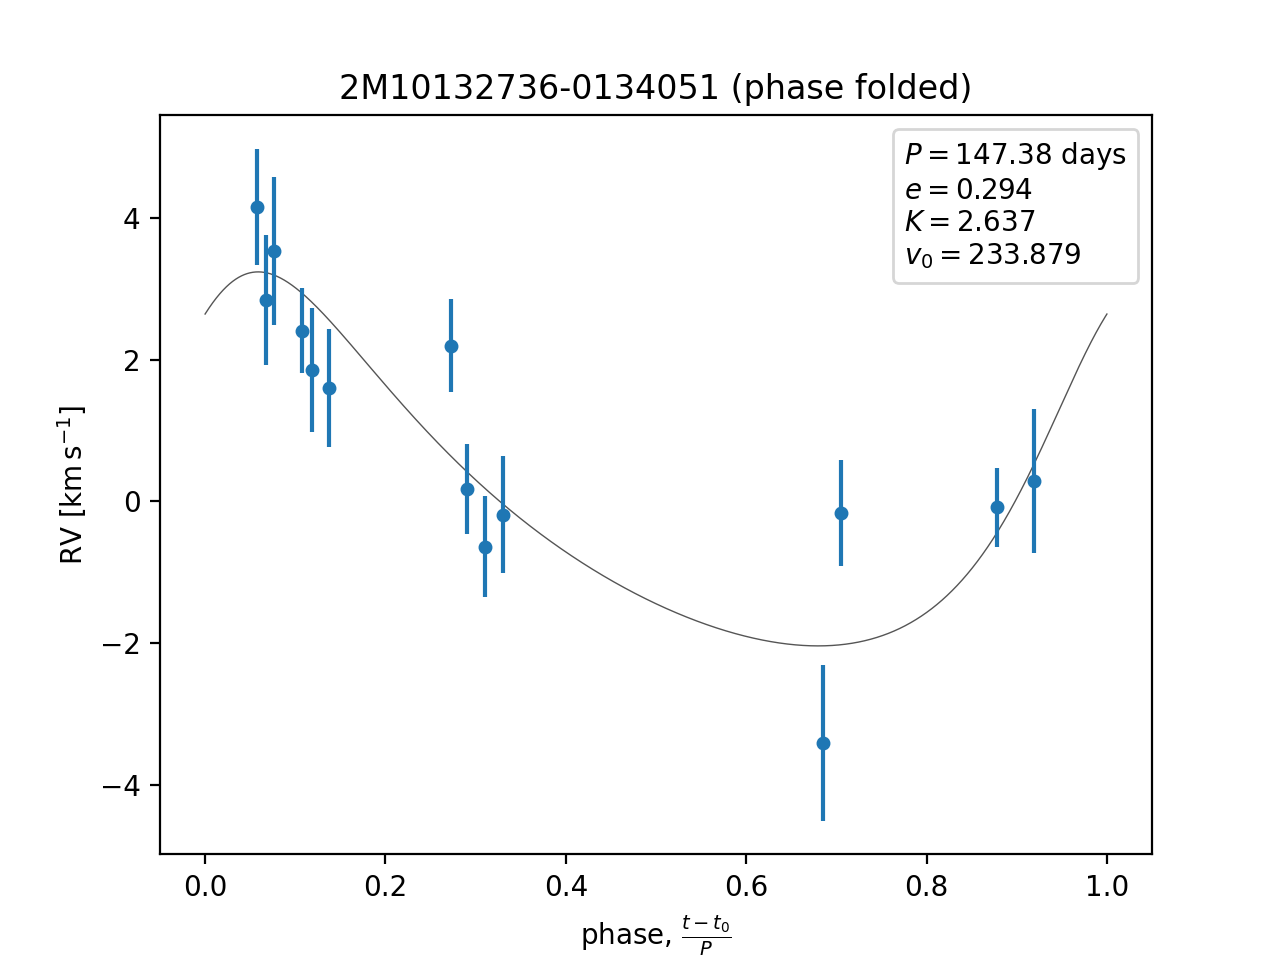 2M10132736-0134051 (phase folded)
P = 147.38 days
e = 0.294
K = 2.637
v₀ = 233.879
RV [km s⁻¹]
4
2
0
−2
−4
0.0 0.2 0.4 0.6 0.8 1.0
phase, (t − t₀)/P